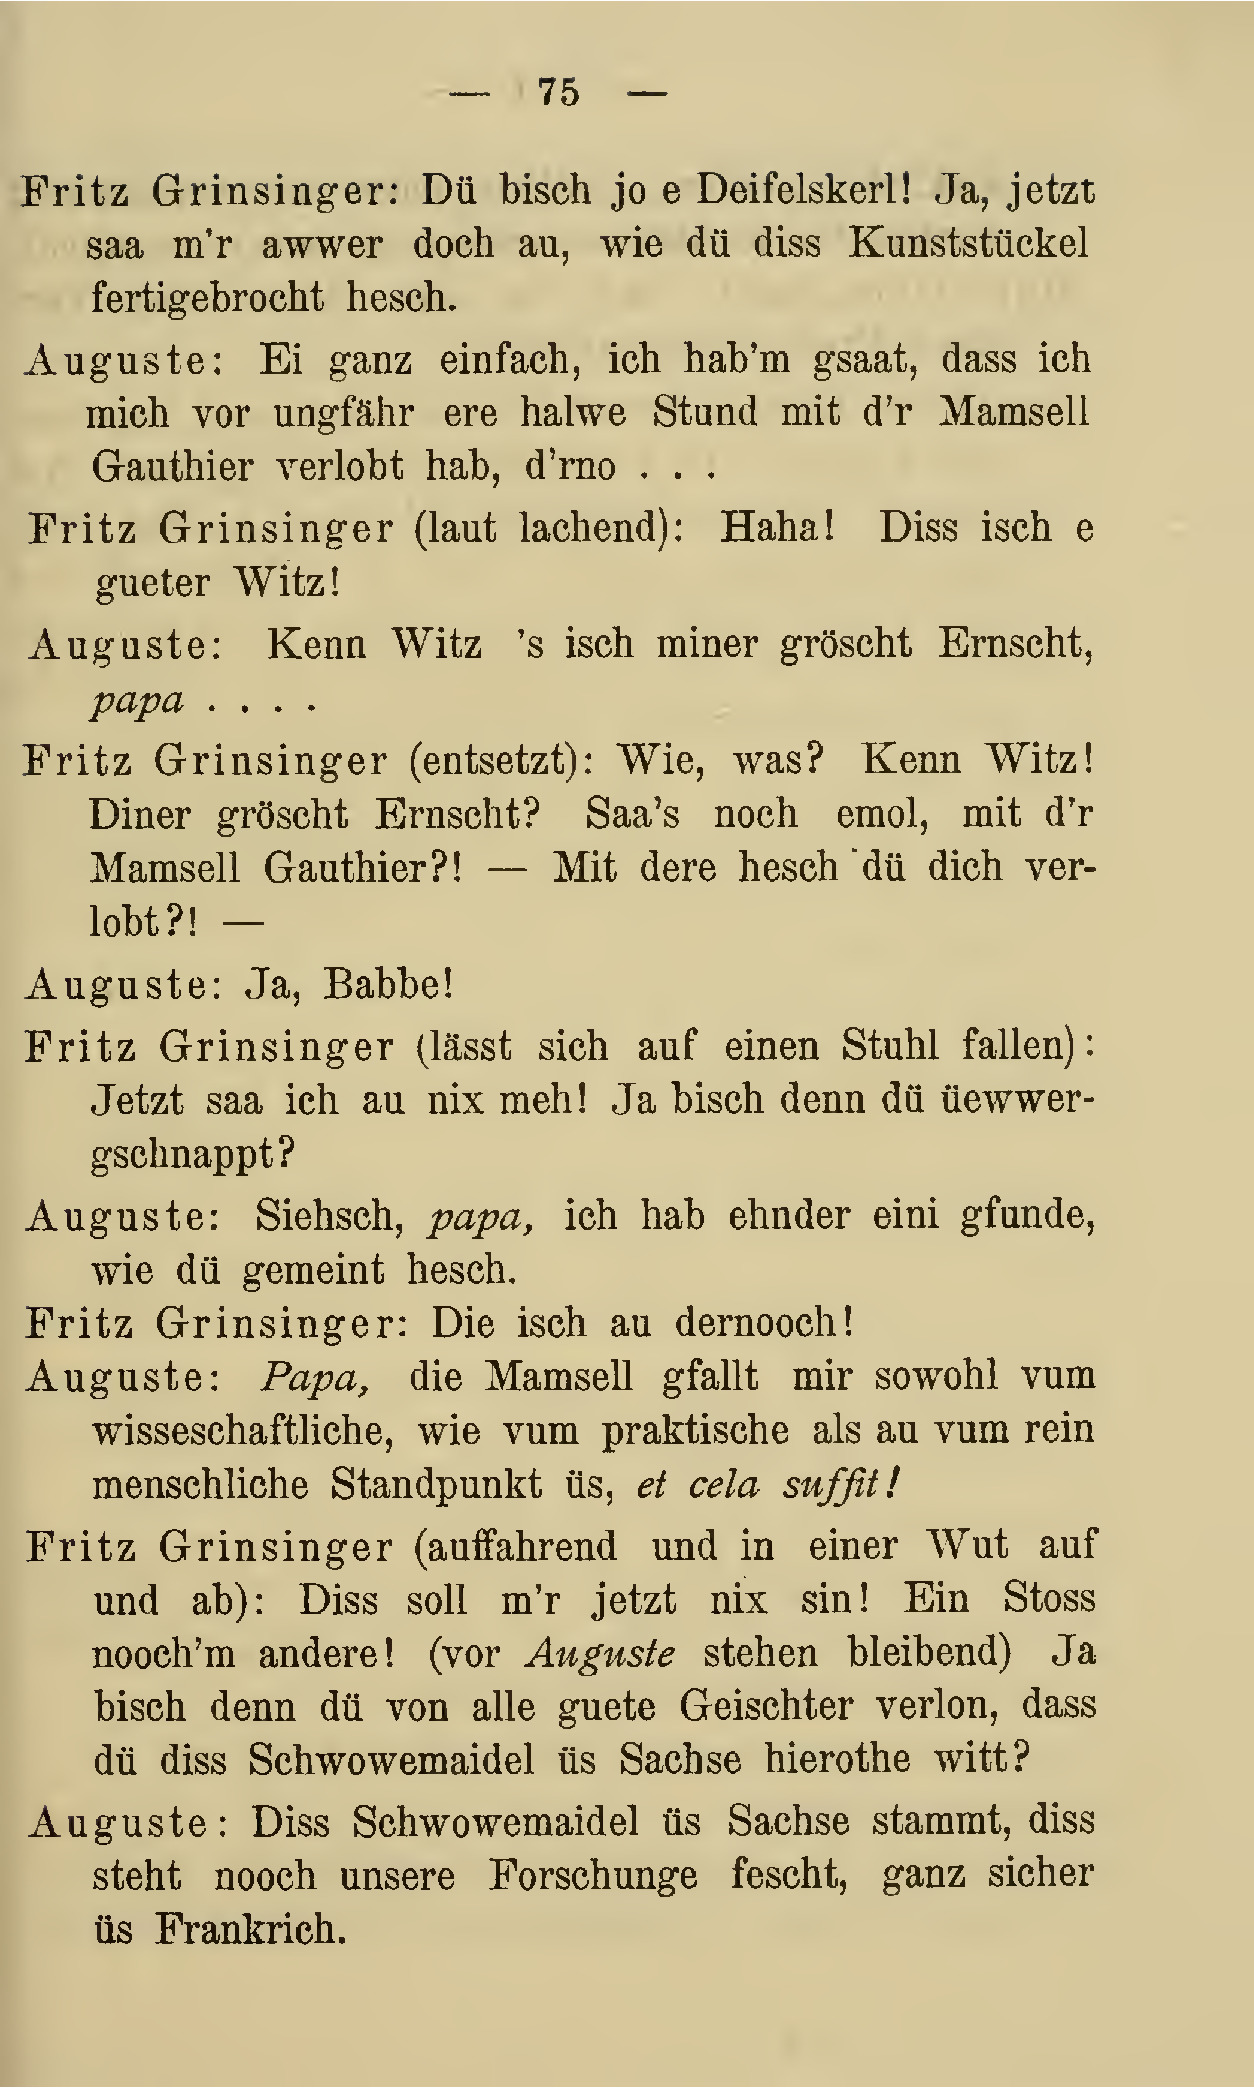 — 75 —
Fritz Grinsinger: Dü bisch jo e Deifelskerl! Ja, jetzt
saa m'r awwer doch au, wie dü diss Kunststückel
fertigebrocht hesch.
Auguste: Ei ganz einfach, ich hab'm gsaat, dass ich
mich vor ungfähr ere halwe Stund mit d'r Mamsell
Gauthier verlobt hab, d'rno . . .
Fritz Grinsinger (laut lachend): Haha! Diss isch e
gueter Witz!
Auguste: Kenn Witz 's isch miner gröscht Ernscht,
papa . . . .
Fritz Grinsinger (entsetzt): Wie, was? Kenn Witz!
Diner gröscht Ernscht? Saa's noch emol, mit d'r
Mamsell Gauthier?! — Mit dere hesch dü dich ver-
lobt?! —
Auguste: Ja, Babbe!
Fritz Grinsinger (lässt sich auf einen Stuhl fallen):
Jetzt saa ich au nix meh! Ja bisch denn dü üewwer-
gschnappt?
Auguste: Siehsch, papa, ich hab ehnder eini gfunde,
wie dü gemeint hesch.
Fritz Grinsinger: Die isch au dernooch!
Auguste: Papa, die Mamsell gfallt mir sowohl vum
wisseschaftliche, wie vum praktische als au vum rein
menschliche Standpunkt üs, et cela suffit!
Fritz Grinsinger (auffahrend und in einer Wut auf
und ab): Diss soll m'r jetzt nix sin! Ein Stoss
nooch'm andere! (vor Auguste stehen bleibend) Ja
bisch denn dü von alle guete Geischter verlon, dass
dü diss Schwowemaidel üs Sachse hierothe witt?
Auguste: Diss Schwowemaidel üs Sachse stammt, diss
steht nooch unsere Forschunge fescht, ganz sicher
üs Frankrich.